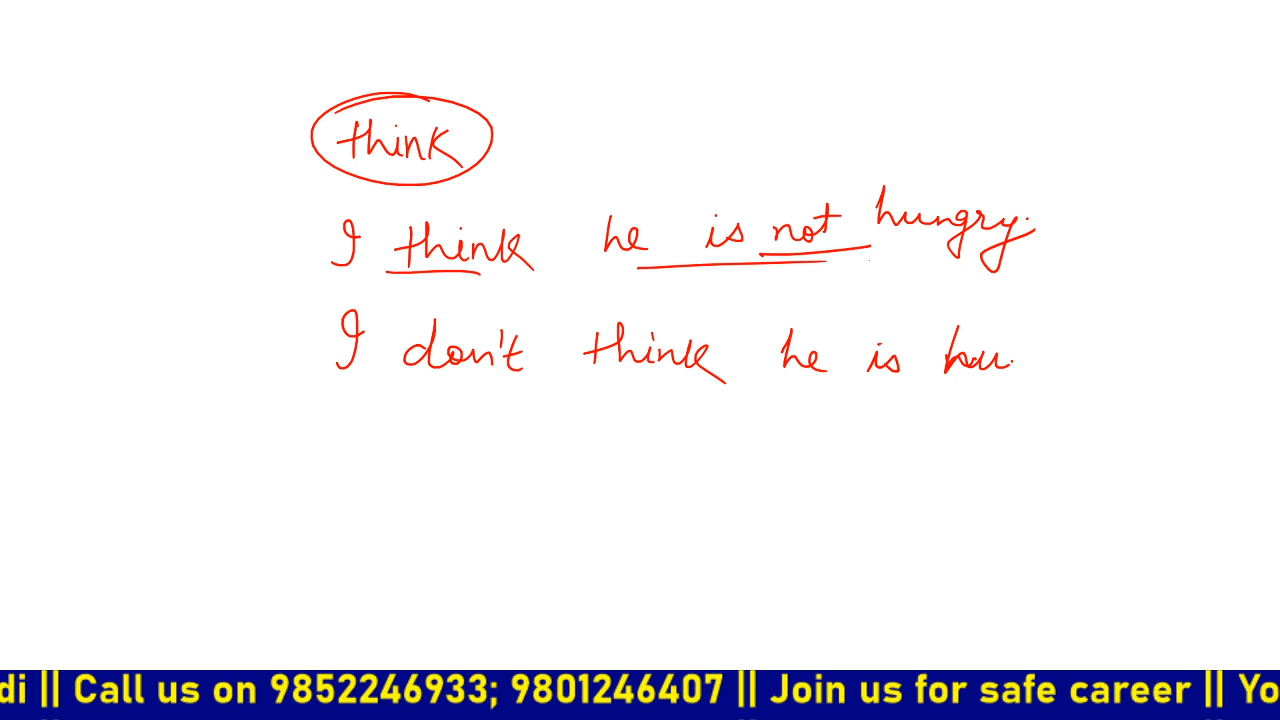 think
I think he is not hungry.
I don't think he is hu.
di || Call us on 9852246933; 9801246407 || Join us for safe career || Yo